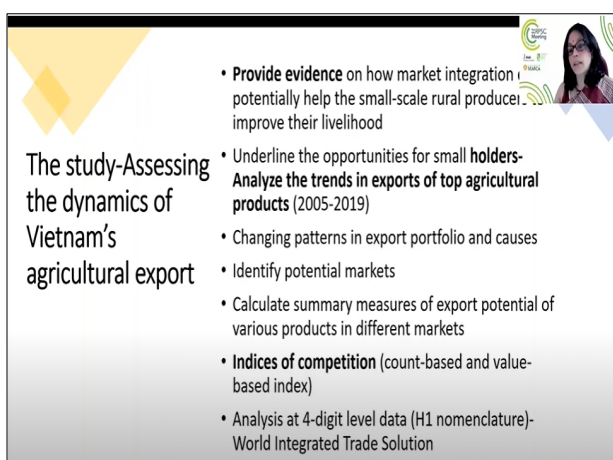 The study-Assessing
the dynamics of
Vietnam's
agricultural export
• Provide evidence on how market integration
potentially help the small-scale rural producers
improve their livelihood
• Underline the opportunities for small holders-
Analyze the trends in exports of top agricultural
products (2005-2019)
• Changing patterns in export portfolio and causes
• Identify potential markets
• Calculate summary measures of export potential of
various products in different markets
• Indices of competition (count-based and value-
based index)
• Analysis at 4-digit level data (H1 nomenclature)-
World Integrated Trade Solution
Meeting